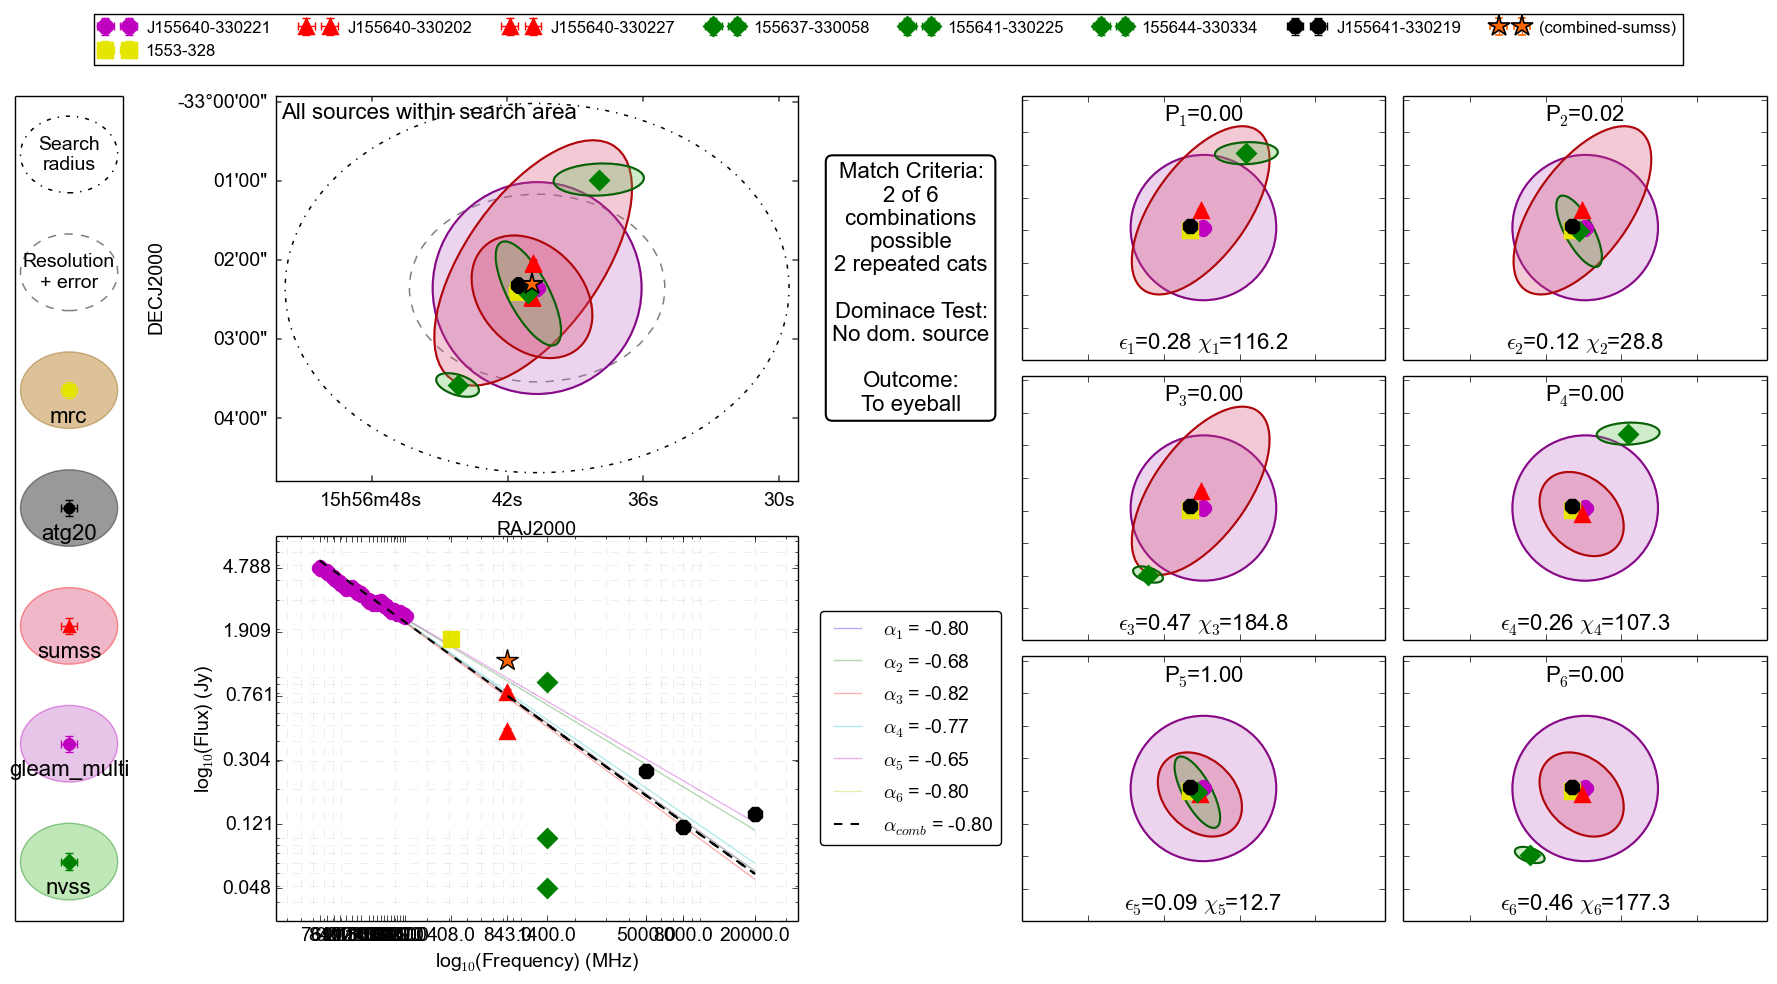 J155640-330221 J155640-330202 J155640-330227 155637-330058 155641-330225 155644-330334 J155641-330219 (combined-sumss)
1553-328
Search
radius
Resolution
+ error
mrc
atg20
sumss
gleam_multi
nvss
All sources within search area
-33°00'00"
01'00"
02'00"
03'00"
04'00"
DECJ2000
15h56m48s 42s 36s 30s
RAJ2000
4.788
1.909
0.761
0.304
0.121
0.048
log10(Flux) (Jy)
408.0 843.0 1400.0 5000.0 8000.0 20000.0
log10(Frequency) (MHz)
Match Criteria:
2 of 6
combinations
possible
2 repeated cats
Dominace Test:
No dom. source
Outcome:
To eyeball
α1 = -0.80
α2 = -0.68
α3 = -0.82
α4 = -0.77
α5 = -0.65
α6 = -0.80
αcomb = -0.80
P1=0.00
ϵ1=0.28 χ1=116.2
P2=0.02
ϵ2=0.12 χ2=28.8
P3=0.00
ϵ3=0.47 χ3=184.8
P4=0.00
ϵ4=0.26 χ4=107.3
P5=1.00
ϵ5=0.09 χ5=12.7
P6=0.00
ϵ6=0.46 χ6=177.3